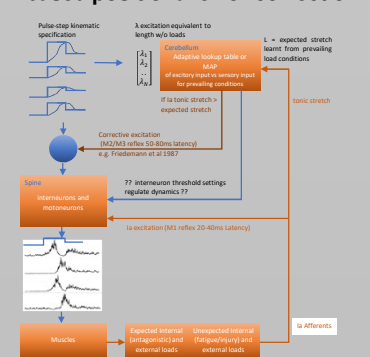 Pulse-step kinematic
specification
λ excitation equivalent to
length w/o loads
λ₁
λ₂
..
λN
Cerebellum
Adaptive lookup table or
MAP
of excitory input vs sensory input
for prevailing conditions
L = expected stretch
learnt from prevailing
load conditions
tonic stretch
If Ia tonic stretch >
expected stretch
Corrective excitation
(M2/M3 reflex 50-80ms latency)
e.g. Friedemann et al 1987
Spine
interneurons and
motoneurons
?? interneuron threshold settings
regulate dynamics ??
Ia excitation (M1 reflex 20-40ms Latency)
Ia Afferents
Muscles
Expected Internal
(antagonistic) and
external loads
Unexpected Internal
(fatigue/injury) and
external loads